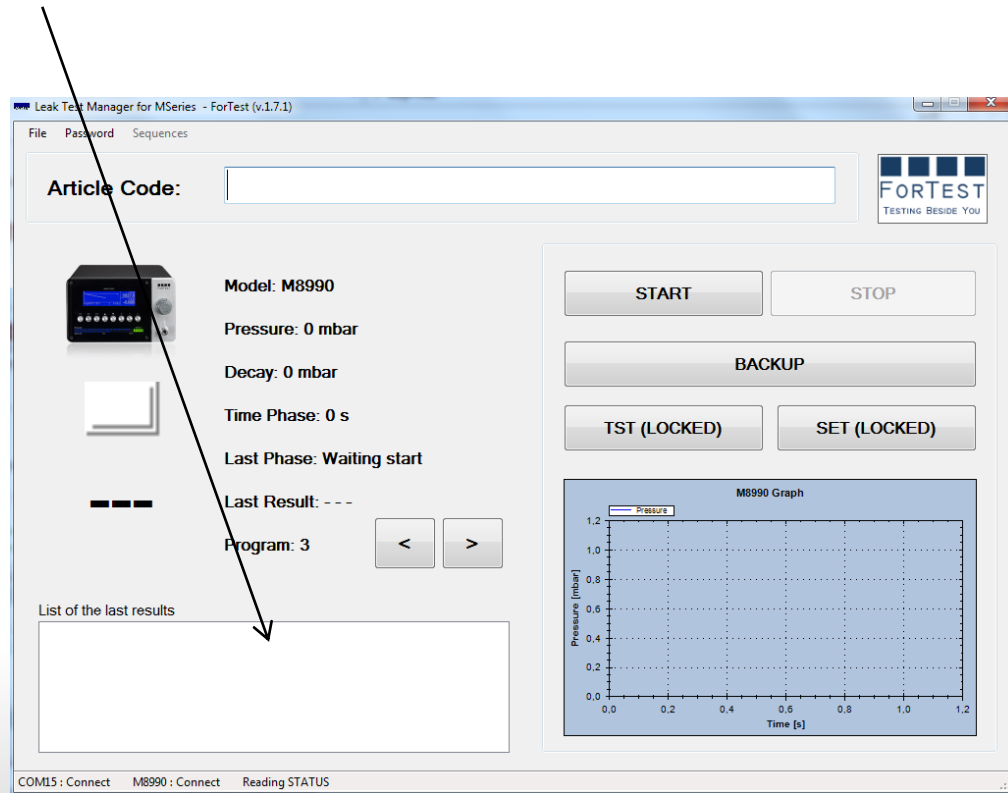 Leak Test Manager for MSeries - ForTest (v.1.7.1)
File Password Sequences
Article Code:
FORTEST
TESTING BESIDE YOU
Model: M8990
Pressure: 0 mbar
Decay: 0 mbar
Time Phase: 0 s
Last Phase: Waiting start
Last Result: - - -
Program: 3
< >
List of the last results
START STOP
BACKUP
TST (LOCKED) SET (LOCKED)
M8990 Graph
Pressure
1,2
1,0
0,8
0,6
0,4
0,2
0,0
Pressure [mbar]
0,0 0,2 0,4 0,6 0,8 1,0 1,2
Time [s]
COM15 : Connect M8990 : Connect Reading STATUS